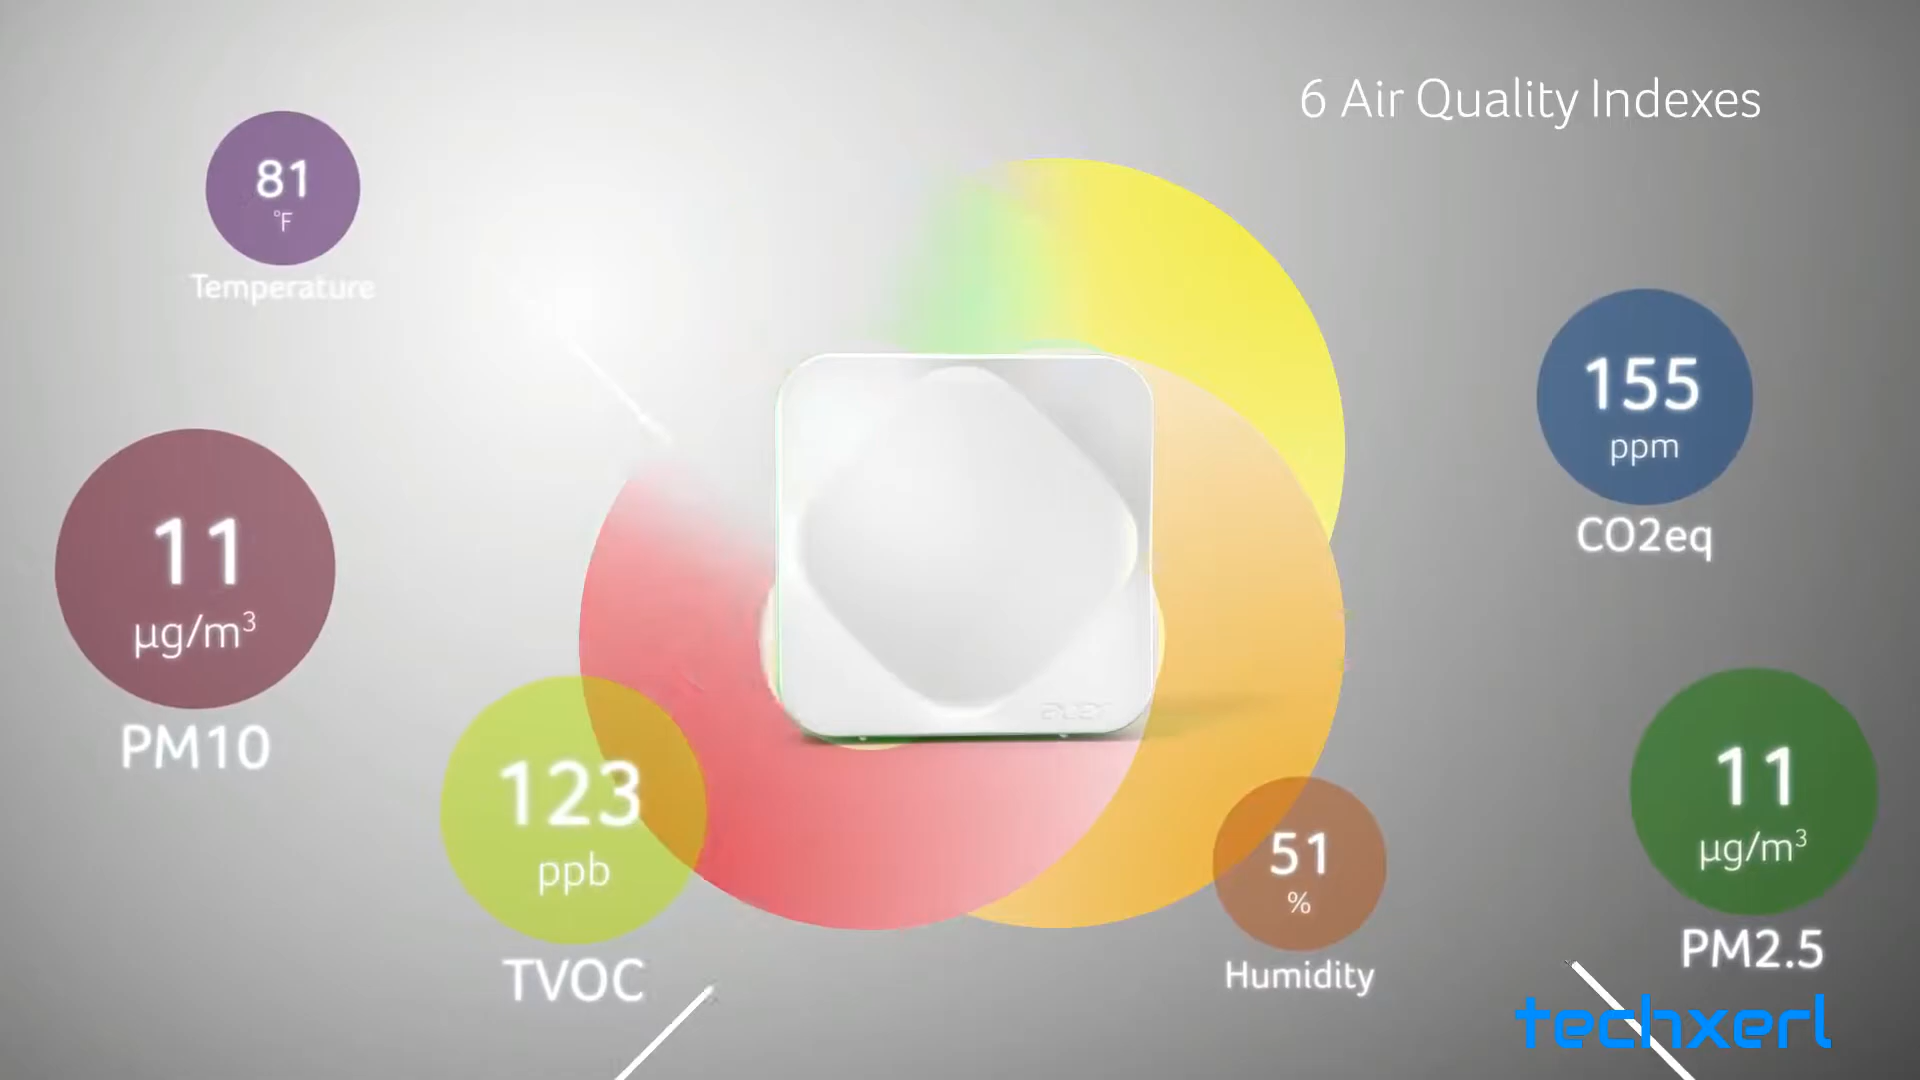 6 Air Quality Indexes
81
°F
Temperature
155
ppm
CO2eq
11
µg/m³
PM10
123
ppb
TVOC
51
%
Humidity
11
µg/m³
PM2.5
acer
techxerl